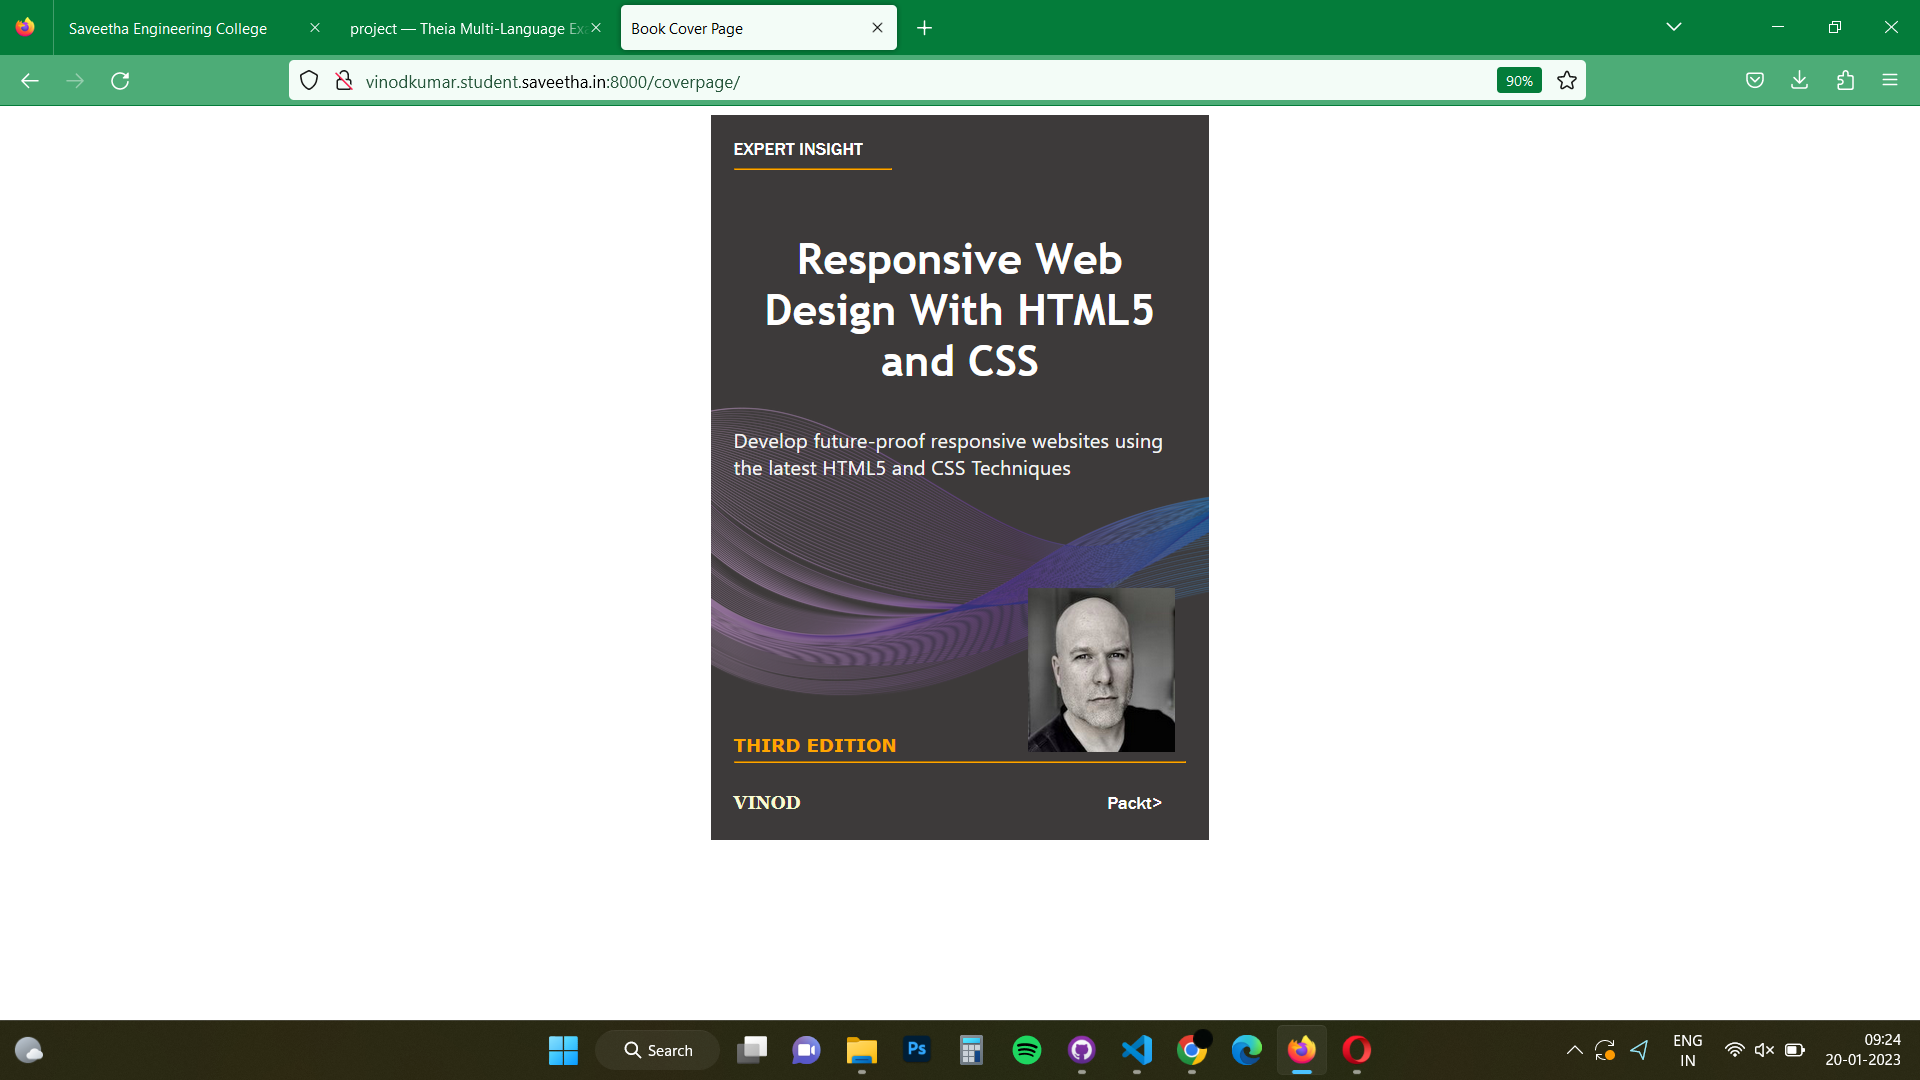 Saveetha Engineering College
project — Theia Multi-Language
Book Cover Page
vinodkumar.student.saveetha.in:8000/coverpage/
90%
EXPERT INSIGHT
Responsive Web
Design With HTML5
and CSS
Develop future-proof responsive websites using
the latest HTML5 and CSS Techniques
THIRD EDITION
VINOD
Packt>
Search
Ps
ENG
IN
09:24
20-01-2023